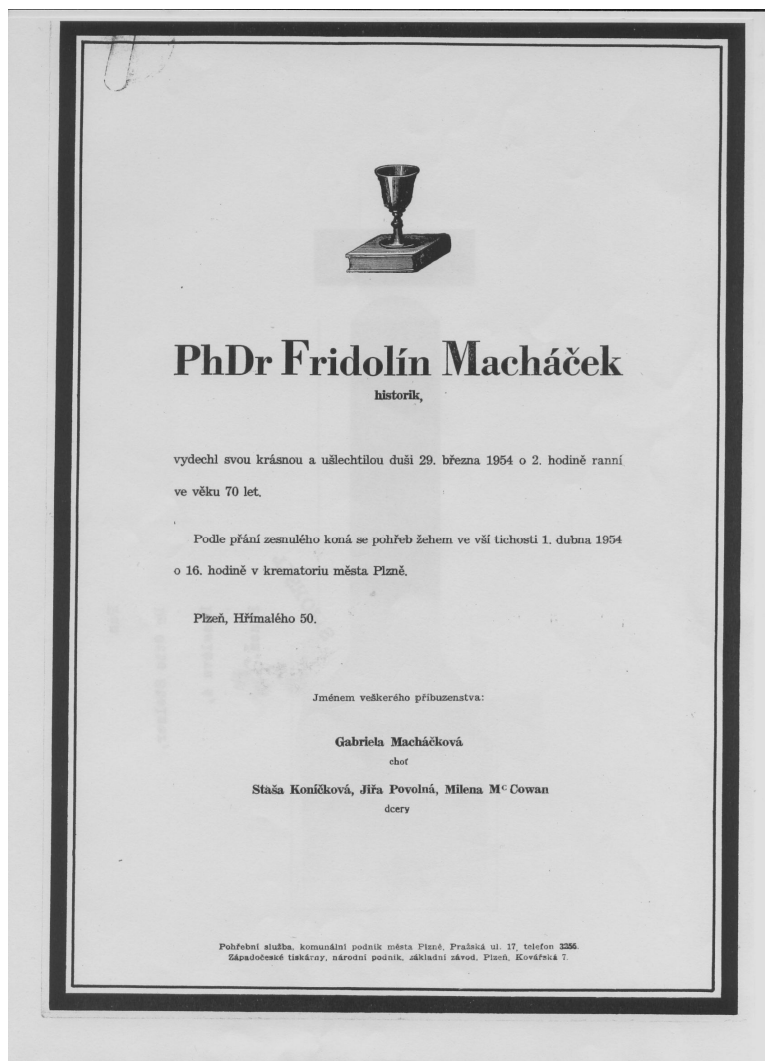 PhDr Fridolín Macháček
historik,
vydechl svou krásnou a ušlechtilou duši 29. března 1954 o 2. hodině ranní
ve věku 70 let.
Podle přání zesnulého koná se pohřeb žehem ve vší tichosti 1. dubna 1954
o 16. hodině v krematoriu města Plzně.
Plzeň, Hřímalého 50.
Jménem veškerého příbuzenstva:
Gabriela Macháčková
choť
Staša Koníčková, Jiřa Povolná, Milena Mc Cowan
dcery
Pohřební služba, komunální podnik města Plzně, Pražská ul. 17, telefon 3256.
Západočeské tiskárny, národní podnik, základní závod, Plzeň, Kovářská 7.